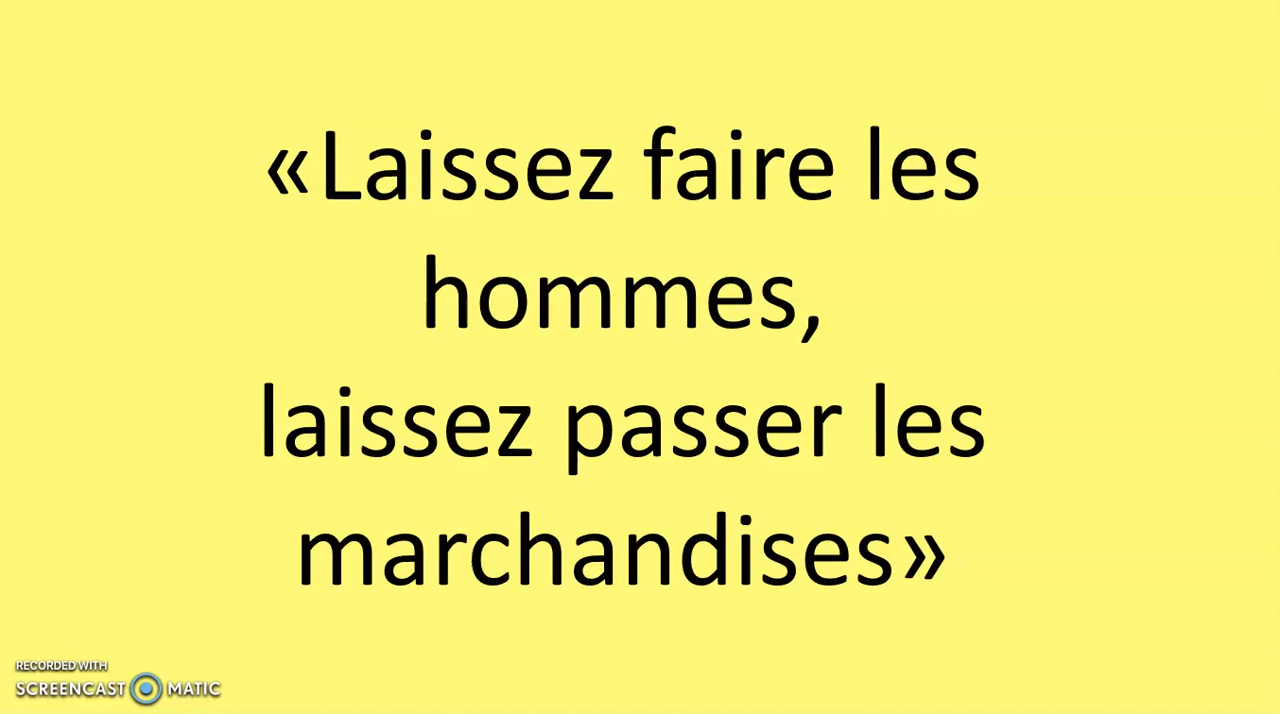 «Laissez faire les
hommes,
laissez passer les
marchandises»
RECORDED WITH
SCREENCAST MATIC